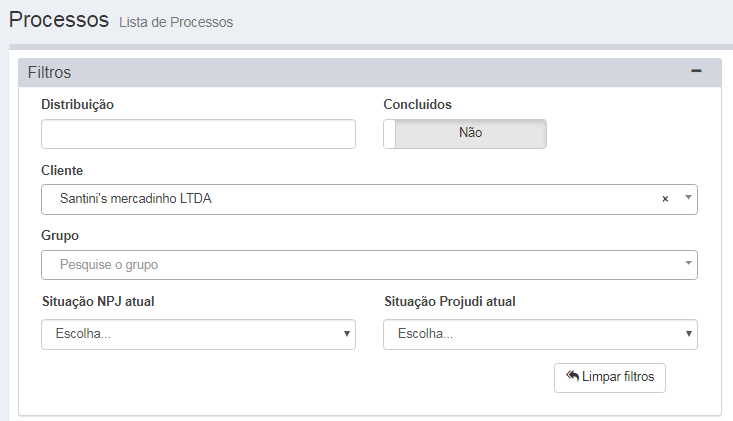 Processos Lista de Processos
Filtros
Distribuição Concluídos
Não
Cliente
Santini's mercadinho LTDA ×
Grupo
Pesquise o grupo
Situação NPJ atual Situação Projudi atual
Escolha... Escolha...
Limpar filtros